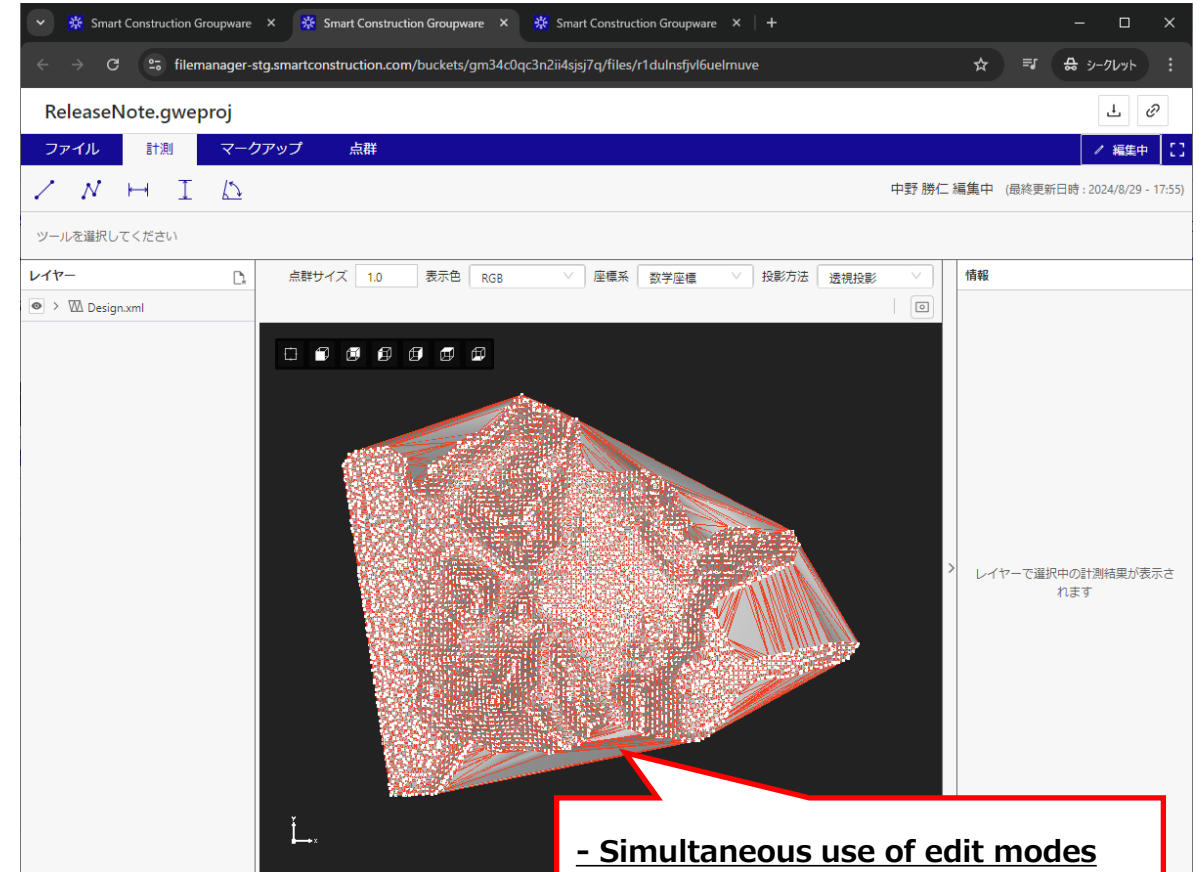 Smart Construction Groupware
Smart Construction Groupware
Smart Construction Groupware
filemanager-stg.smartconstruction.com/buckets/gm34c0qc3n2ii4sjsj7q/files/r1dulnsfjvl6uelrnuve
シークレット
ReleaseNote.gweproj
ファイル 計測 マークアップ 点群
編集中
中野 勝仁 編集中 (最終更新日時 : 2024/8/29 - 17:55)
ツールを選択してください
レイヤー
点群サイズ 1.0 表示色 RGB 座標系 数学座標 投影方法 透視投影
情報
Design.xml
レイヤーで選択中の計測結果が表示さ
れます
Y
X
- Simultaneous use of edit modes